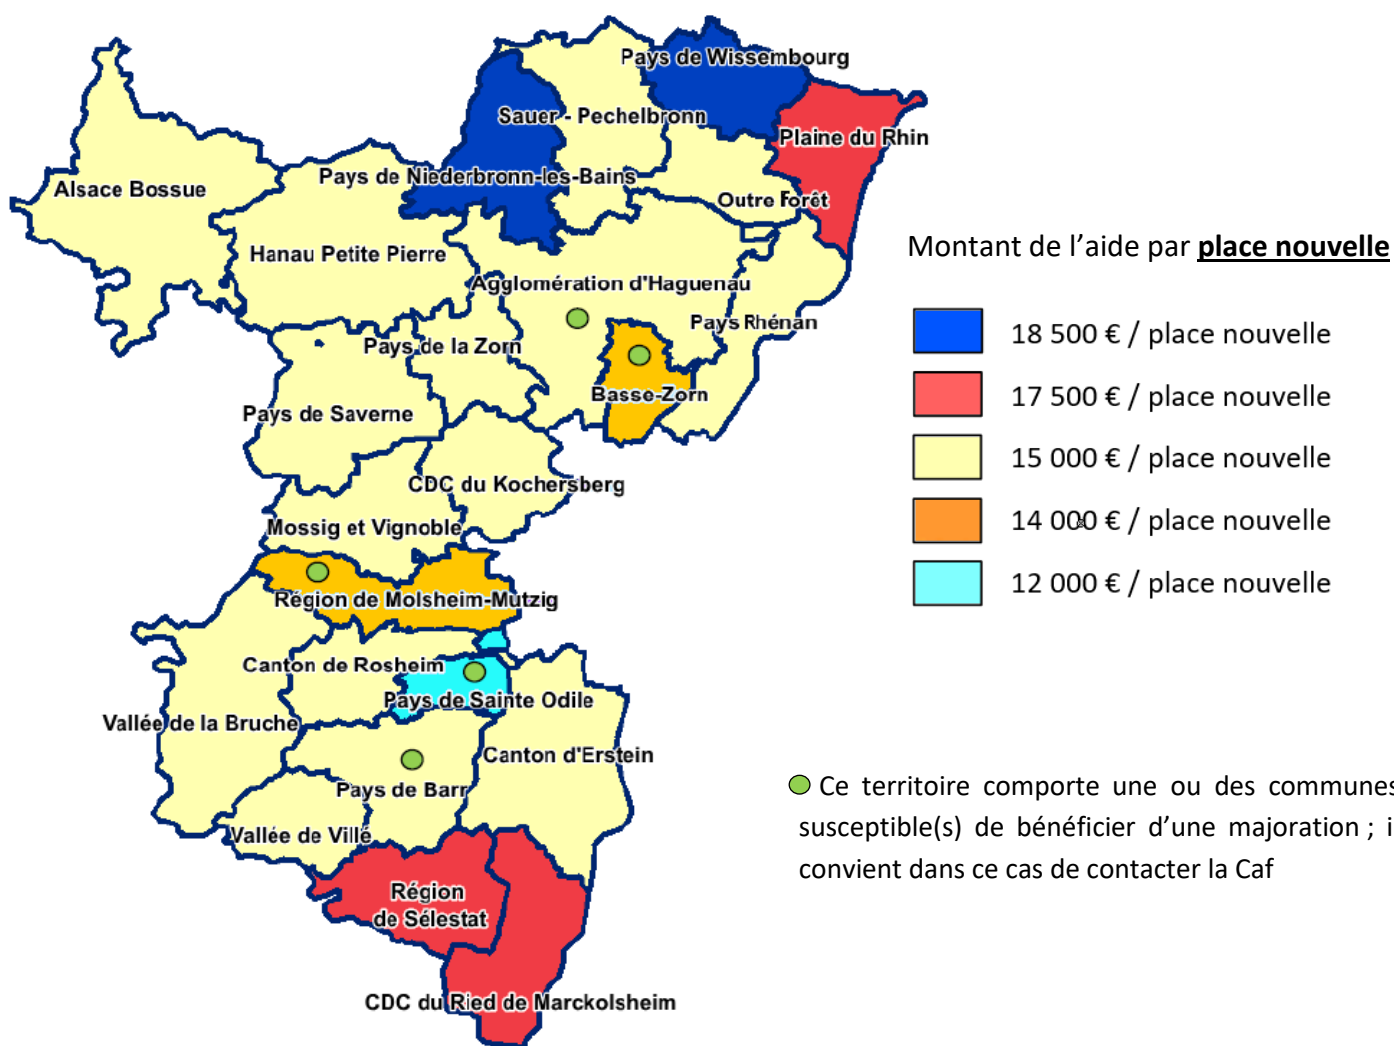 Pays de Wissembourg
Sauer - Pechelbronn
Plaine du Rhin
Pays de Niederbronn-les-Bains
Alsace Bossue
Outre Forêt
Hanau Petite Pierre
Agglomération d'Haguenau
Pays Rhénan
Pays de la Zorn
Basse-Zorn
Pays de Saverne
CDC du Kochersberg
Mossig et Vignoble
Région de Molsheim-Mutzig
Canton de Rosheim
Pays de Sainte Odile
Vallée de la Bruche
Canton d'Erstein
Pays de Barr
Vallée de Villé
Région
de Sélestat
CDC du Ried de Marckolsheim
Montant de l'aide par place nouvelle
18 500 € / place nouvelle
17 500 € / place nouvelle
15 000 € / place nouvelle
14 000 € / place nouvelle
12 000 € / place nouvelle
Ce territoire comporte une ou des communes
susceptible(s) de bénéficier d'une majoration ; i
convient dans ce cas de contacter la Caf